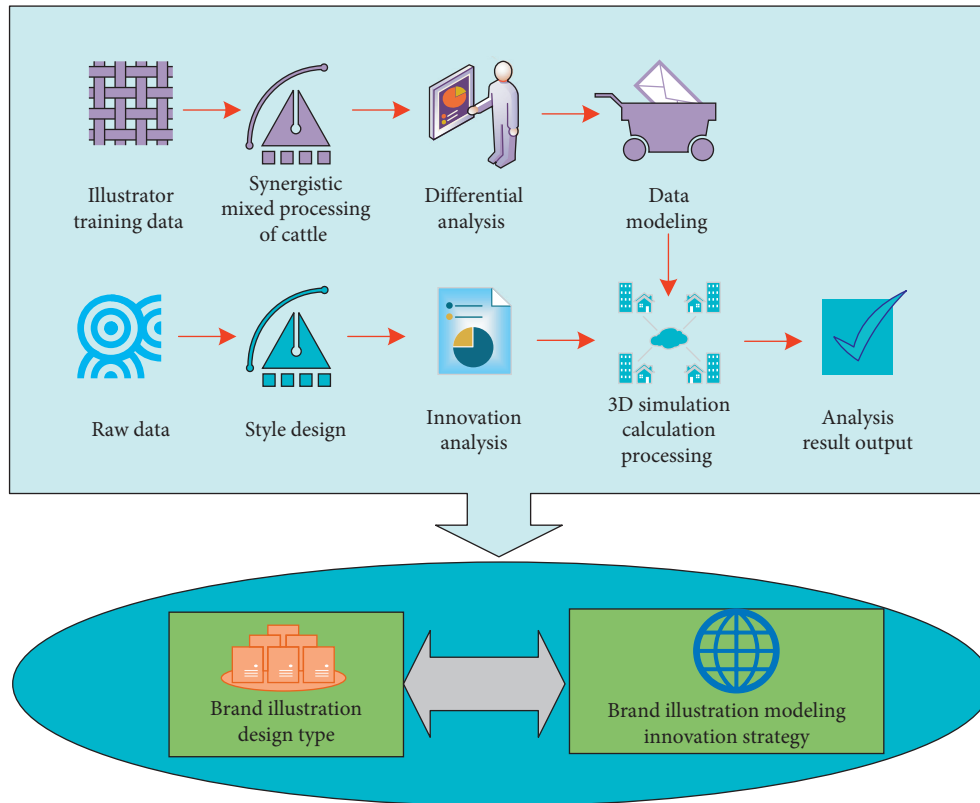 Illustrator
training data
Synergistic
mixed processing
of cattle
Differential
analysis
Data
modeling
Raw data
Style design
Innovation
analysis
3D simulation
calculation
processing
Analysis
result output
Brand illustration
design type
Brand illustration modeling
innovation strategy